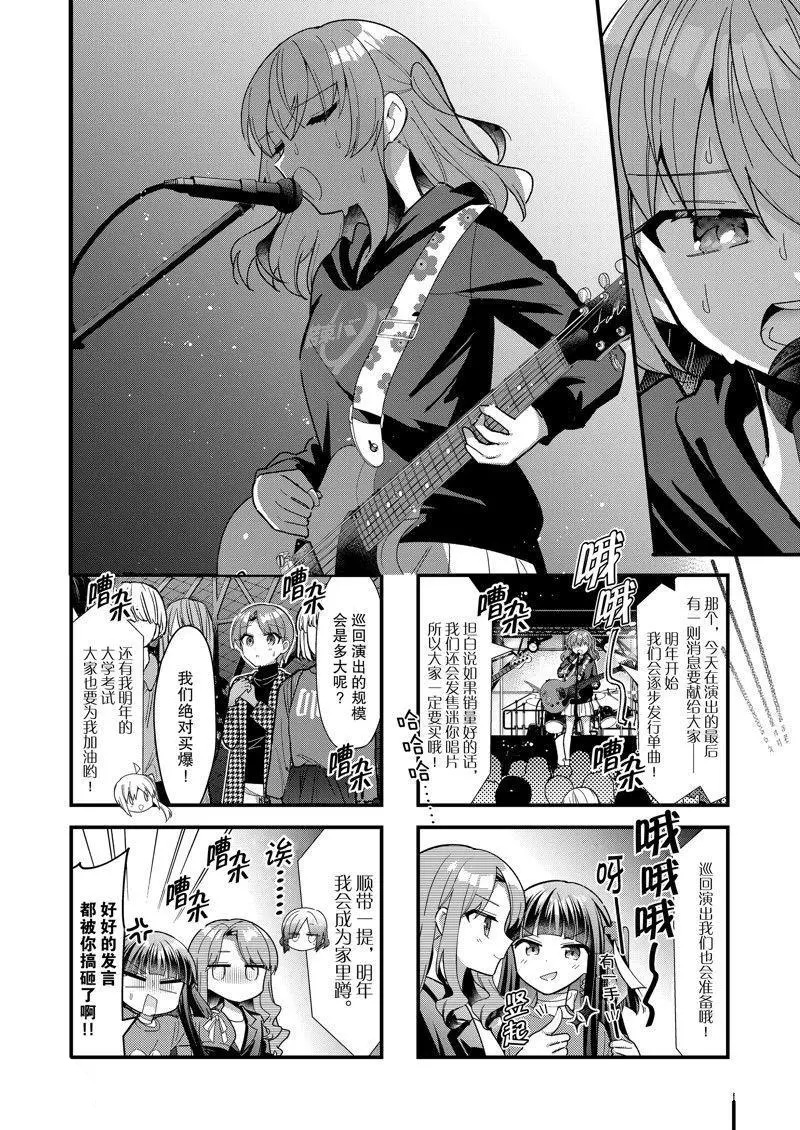 哦
哦
～
那个，今天在演出的最后
有一则消息要献给大家——
明年开始
我们会逐步发行单曲！
坦白说如果销量好的话，
我们还会发售迷你唱片
所以大家一定要买哦！
哈
哈
哈
……
哦
哦
哦
～
呀
巡回演出我们也会准备哦！
有一手！
竖起
巡回演出的规模
会是多大呢？
嘈杂
嘈杂
嘈杂
我们绝对买爆！
还有我明年的
大学考试
大家也要为我
加油哟！
顺带一提，明年
我会成为家里蹲。
诶……
嘈杂
嘈杂
好好的发言
都被你搞砸了啊!!